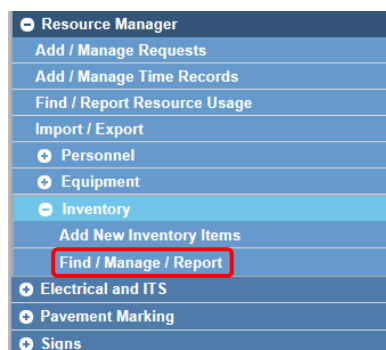 Resource Manager
Add / Manage Requests
Add / Manage Time Records
Find / Report Resource Usage
Import / Export
Personnel
Equipment
Inventory
Add New Inventory Items
Find / Manage / Report
Electrical and ITS
Pavement Marking
Signs